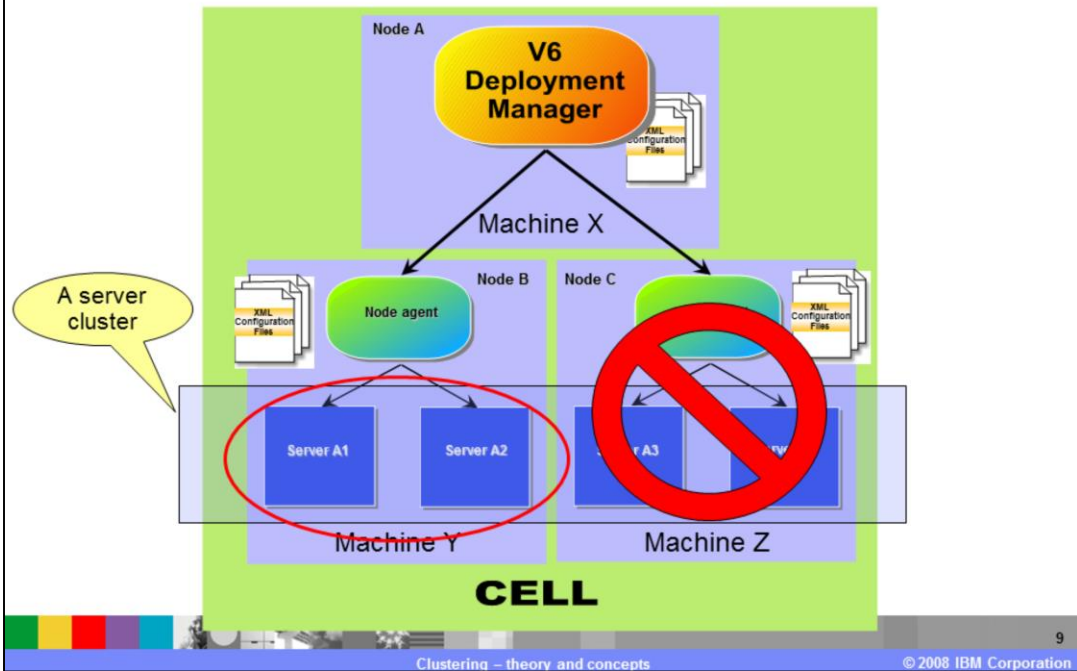 Node A
V6
Deployment
Manager
XML
Configuration
Files
Machine X
A server
cluster
XML
Configuration
Files
Node B
Node agent
Node C
XML
Configuration
Files
Server A1
Server A2
A3
Machine Y
Machine Z
CELL
9
Clustering – theory and concepts
© 2008 IBM Corporation